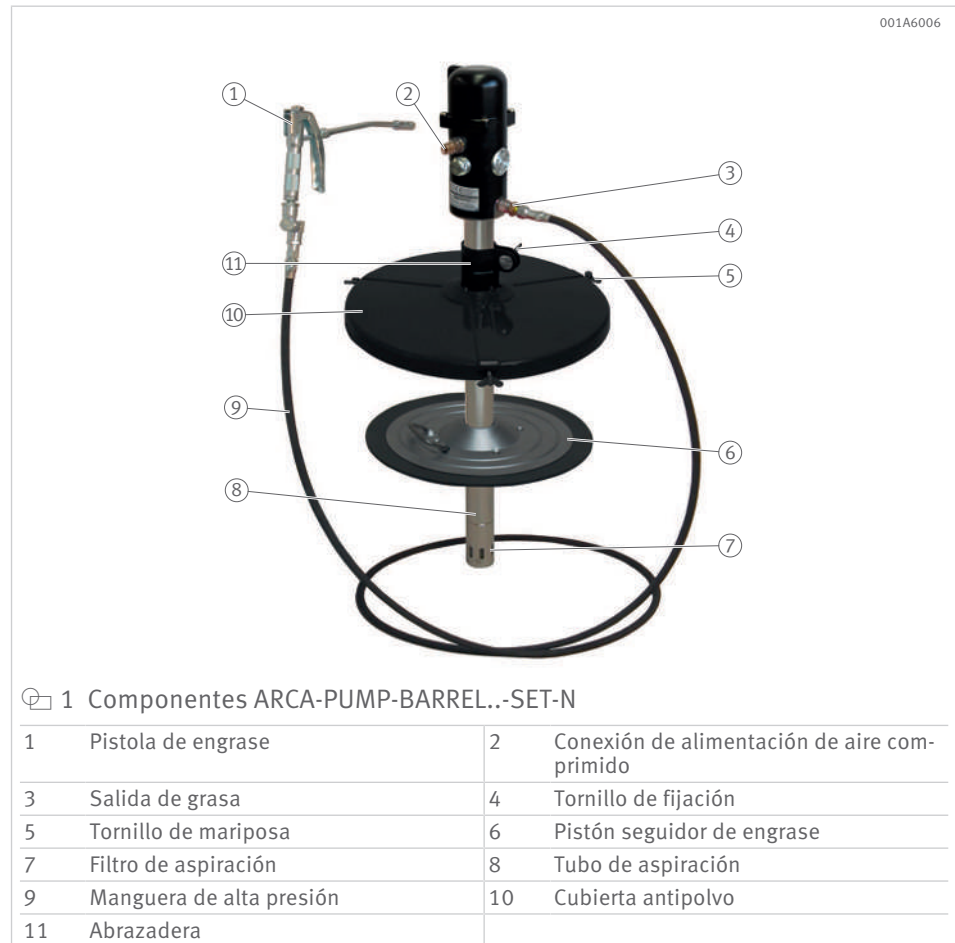 001A6006
1
2
3
4
5
11
10
9
6
8
7
1 Componentes ARCA-PUMP-BARREL..-SET-N
1 Pistola de engrase 2 Conexión de alimentación de aire com-
primido
3 Salida de grasa 4 Tornillo de fijación
5 Tornillo de mariposa 6 Pistón seguidor de engrase
7 Filtro de aspiración 8 Tubo de aspiración
9 Manguera de alta presión 10 Cubierta antipolvo
11 Abrazadera